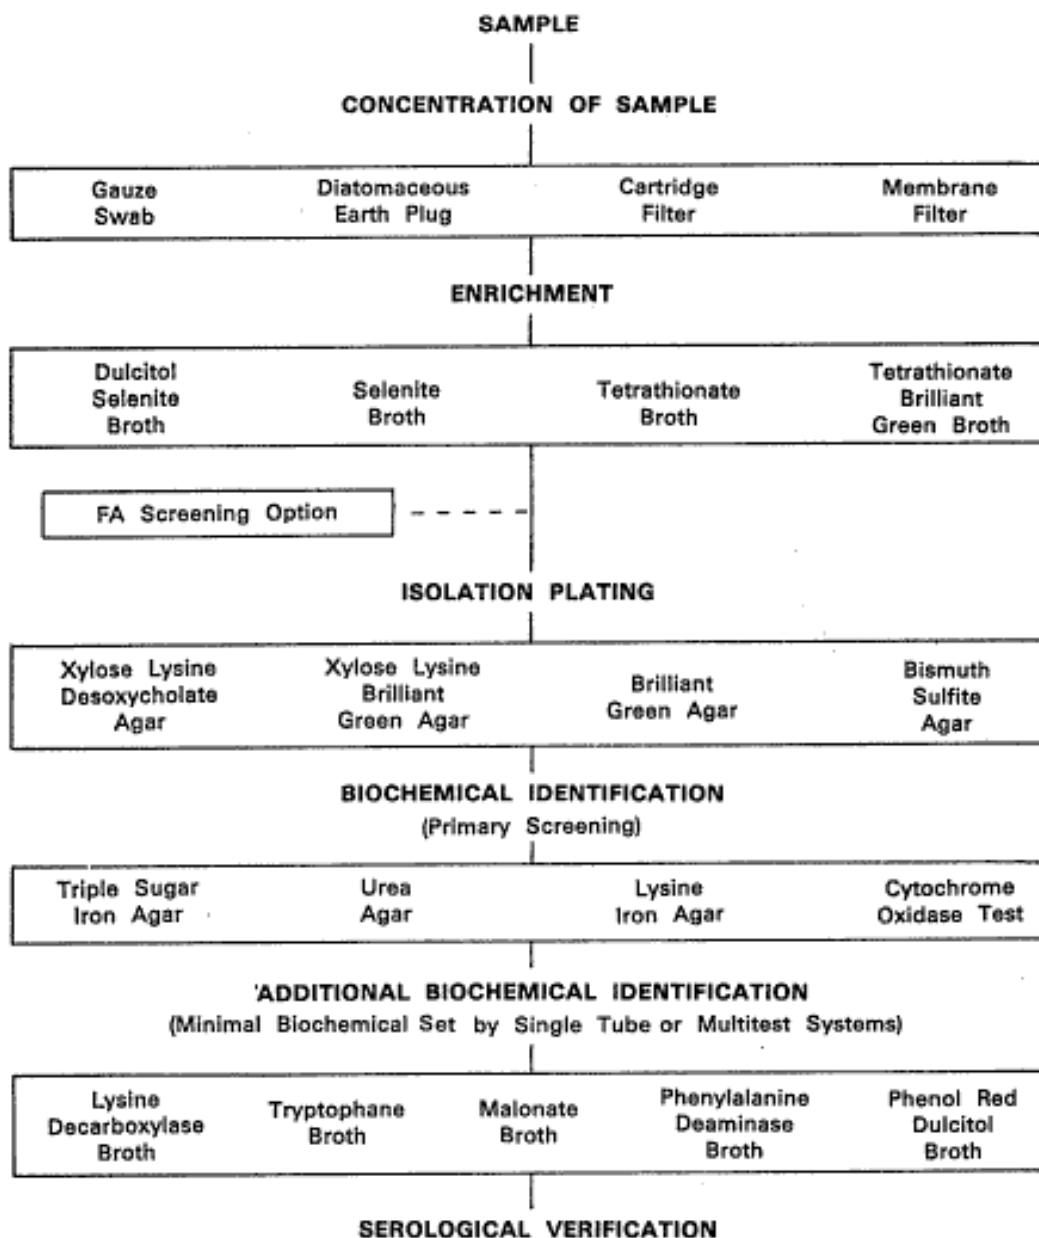 SAMPLE
CONCENTRATION OF SAMPLE
Gauze Swab
Diatomaceous Earth Plug
Cartridge Filter
Membrane Filter
ENRICHMENT
Dulcitol Selenite Broth
Selenite Broth
Tetrathionate Broth
Tetrathionate Brilliant Green Broth
FA Screening Option
ISOLATION PLATING
Xylose Lysine Desoxycholate Agar
Xylose Lysine Brilliant Green Agar
Brilliant Green Agar
Bismuth Sulfite Agar
BIOCHEMICAL IDENTIFICATION
(Primary Screening)
Triple Sugar Iron Agar
Urea Agar
Lysine Iron Agar
Cytochrome Oxidase Test
ADDITIONAL BIOCHEMICAL IDENTIFICATION
(Minimal Biochemical Set by Single Tube or Multitest Systems)
Lysine Decarboxylase Broth
Tryptophane Broth
Malonate Broth
Phenylalanine Deaminase Broth
Phenol Red Dulcitol Broth
SEROLOGICAL VERIFICATION